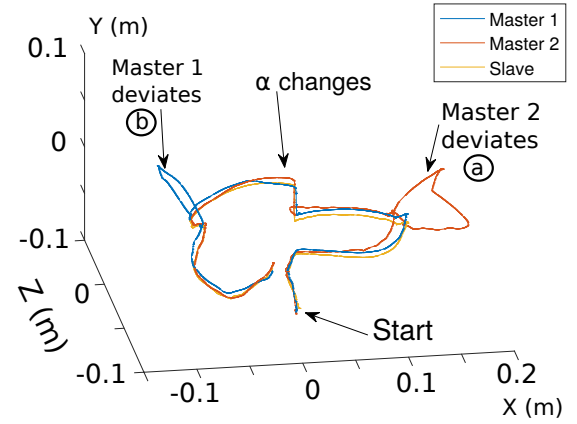 Y (m)
Master 1
Master 2
Slave
0.1
Master 1
deviates
b
α changes
Master 2
deviates
a
0
-0.1
Z (m)
0
Start
-0.1
-0.1
0
0.1
0.2
X (m)